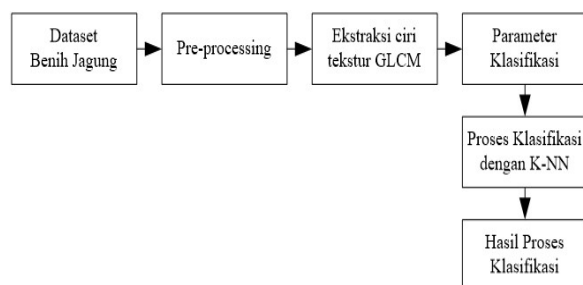 Dataset
Benih Jagung
Pre-processing
Ekstraksi ciri
tekstur GLCM
Parameter
Klasifikasi
Proses Klasifikasi
dengan K-NN
Hasil Proses
Klasifikasi